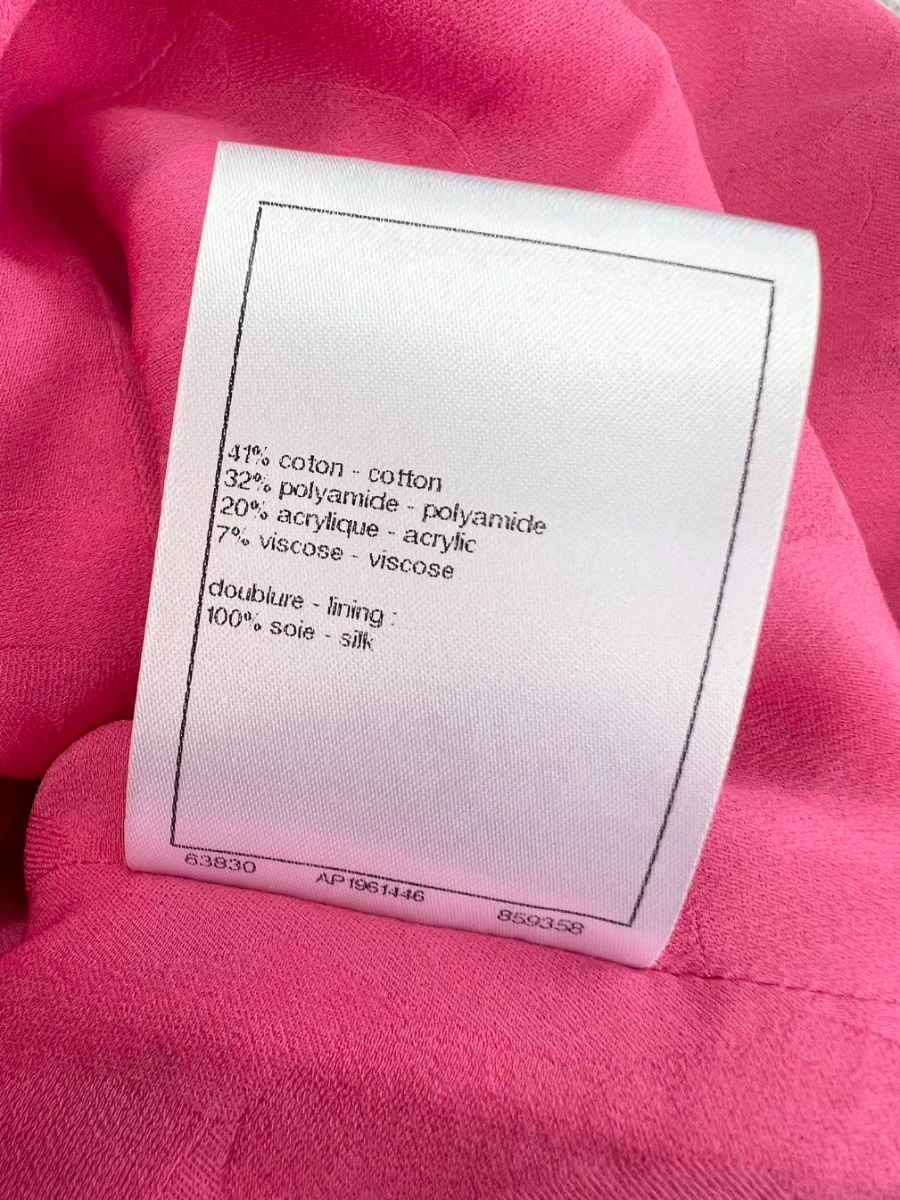 41% coton - cotton
32% polyamide - polyamide
20% acrylique - acrylic
7% viscose - viscose
doublure - lining :
100% soie - silk
63830 AP1961446 859358